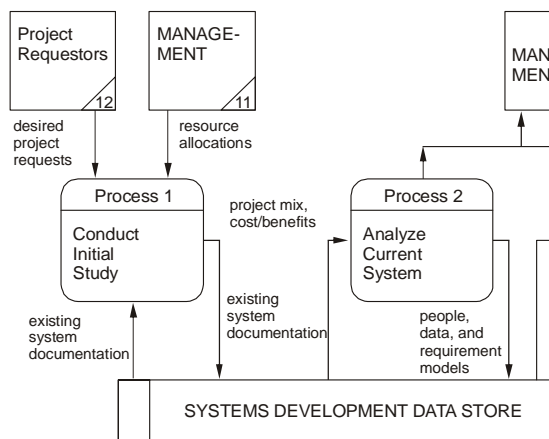 Project
Requestors
12
MANAGE-
MENT
11
MAN
MEN
desired
project
requests
resource
allocations
Process 1
Conduct
Initial
Study
project mix,
cost/benefits
Process 2
Analyze
Current
System
existing
system
documentation
existing
system
documentation
people,
data, and
requirement
models
SYSTEMS DEVELOPMENT DATA STORE